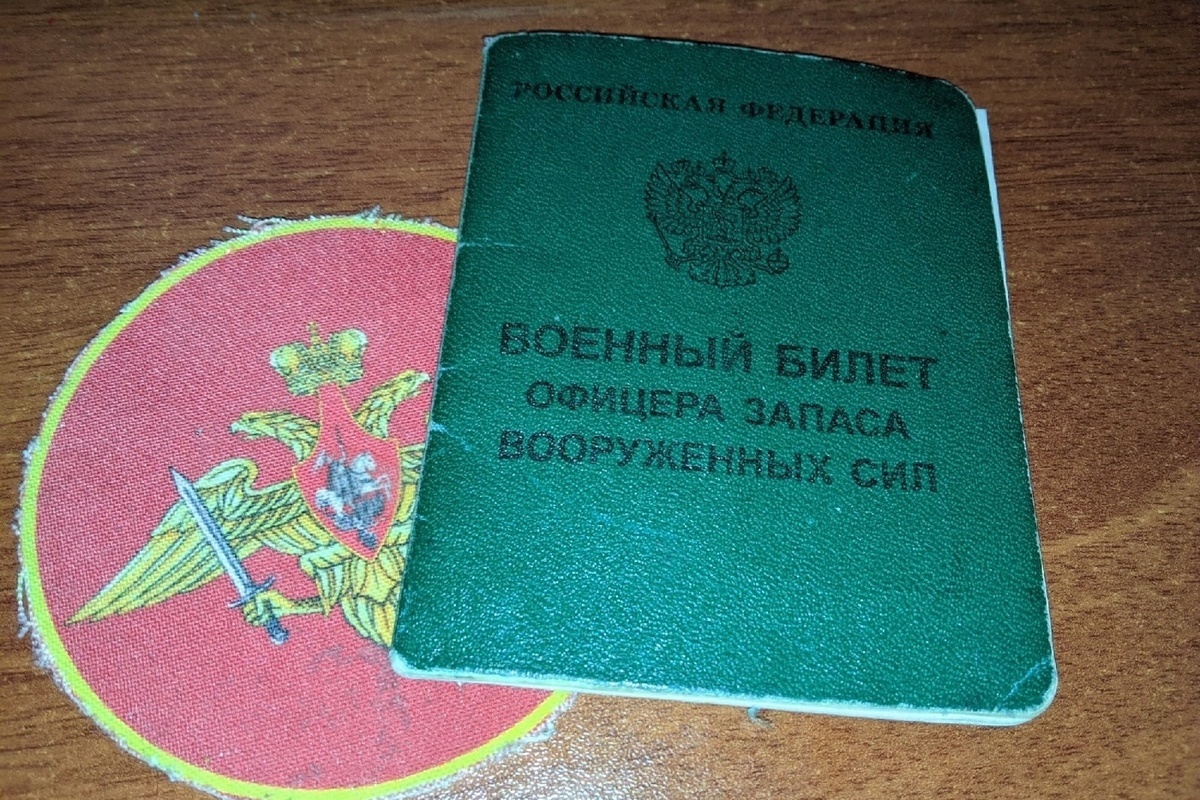 РОССИЙСКАЯ ФЕДЕРАЦИЯ
ВОЕННЫЙ БИЛЕТ
ОФИЦЕРА ЗАПАСА
ВООРУЖЕННЫХ СИЛ